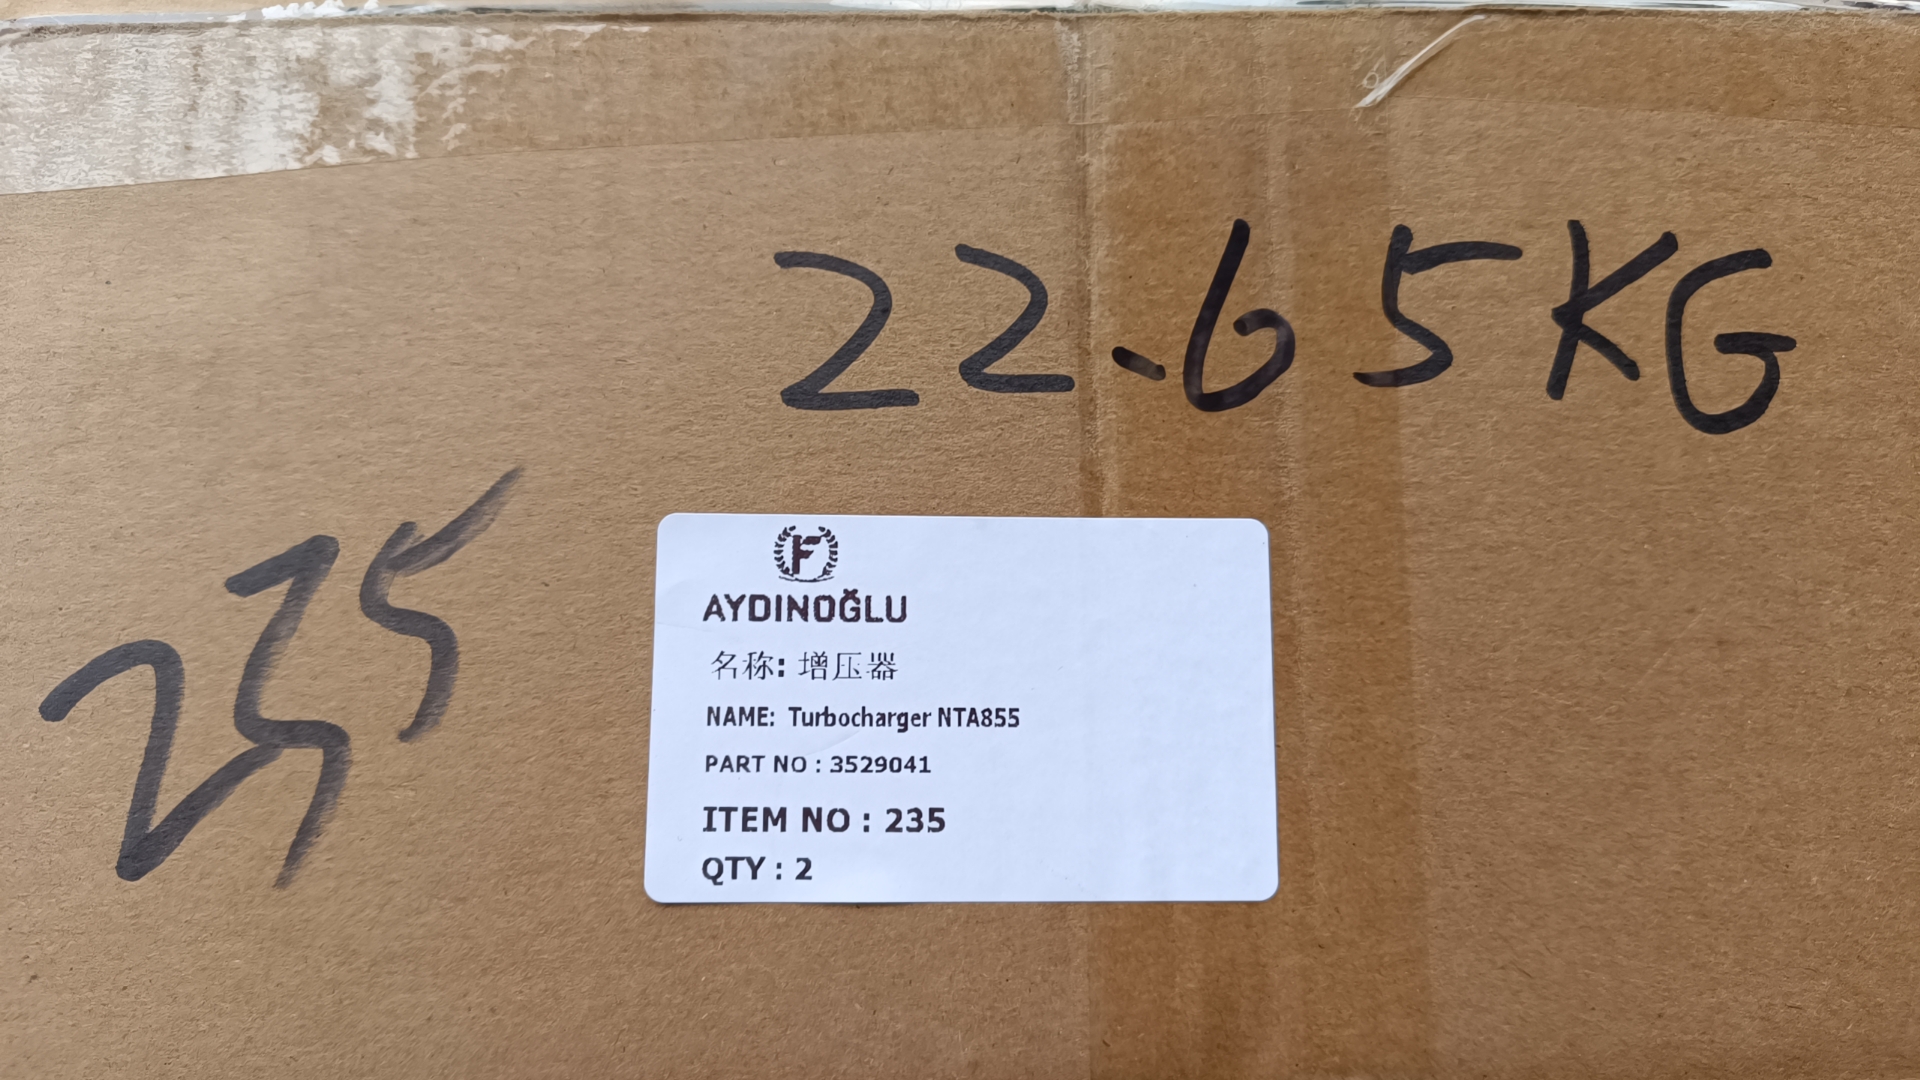 22.65KG
235
F
AYDINOĞLU
名称: 增压器
NAME: Turbocharger NTA855
PART NO : 3529041
ITEM NO : 235
QTY : 2